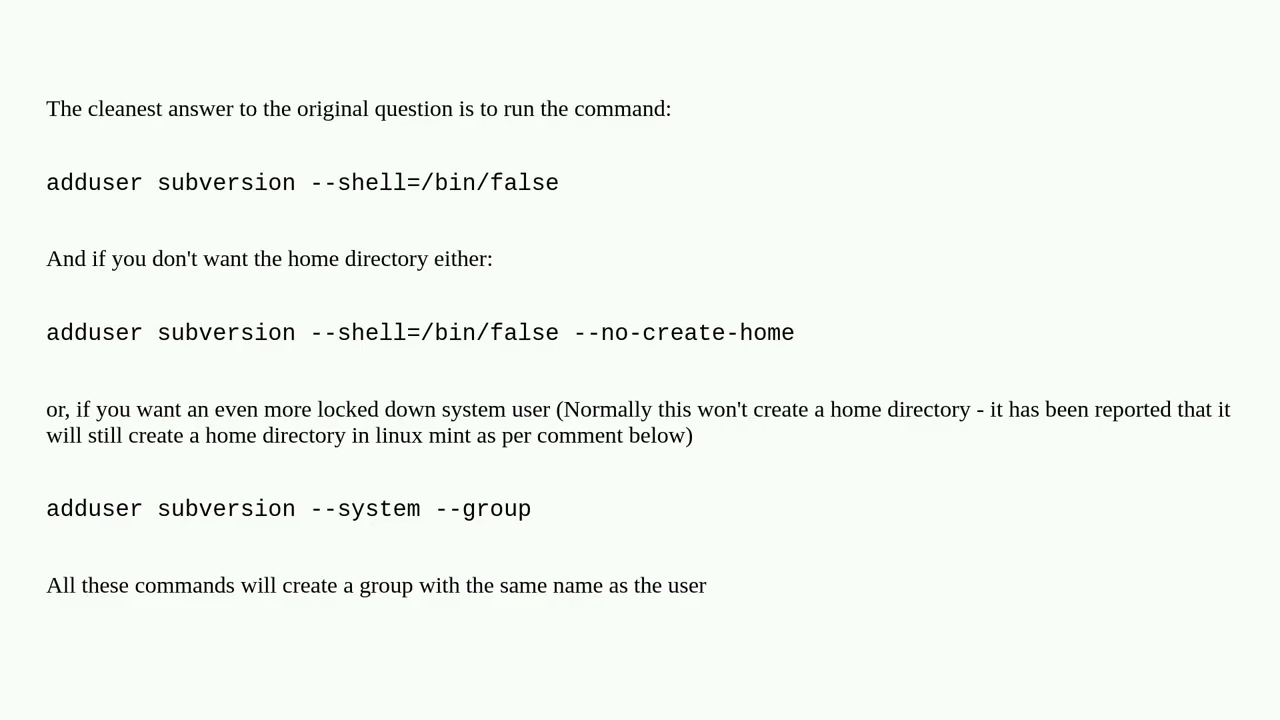 The cleanest answer to the original question is to run the command:
adduser subversion --shell=/bin/false
And if you don't want the home directory either:
adduser subversion --shell=/bin/false --no-create-home
or, if you want an even more locked down system user (Normally this won't create a home directory - it has been reported that it
will still create a home directory in linux mint as per comment below)
adduser subversion --system --group
All these commands will create a group with the same name as the user